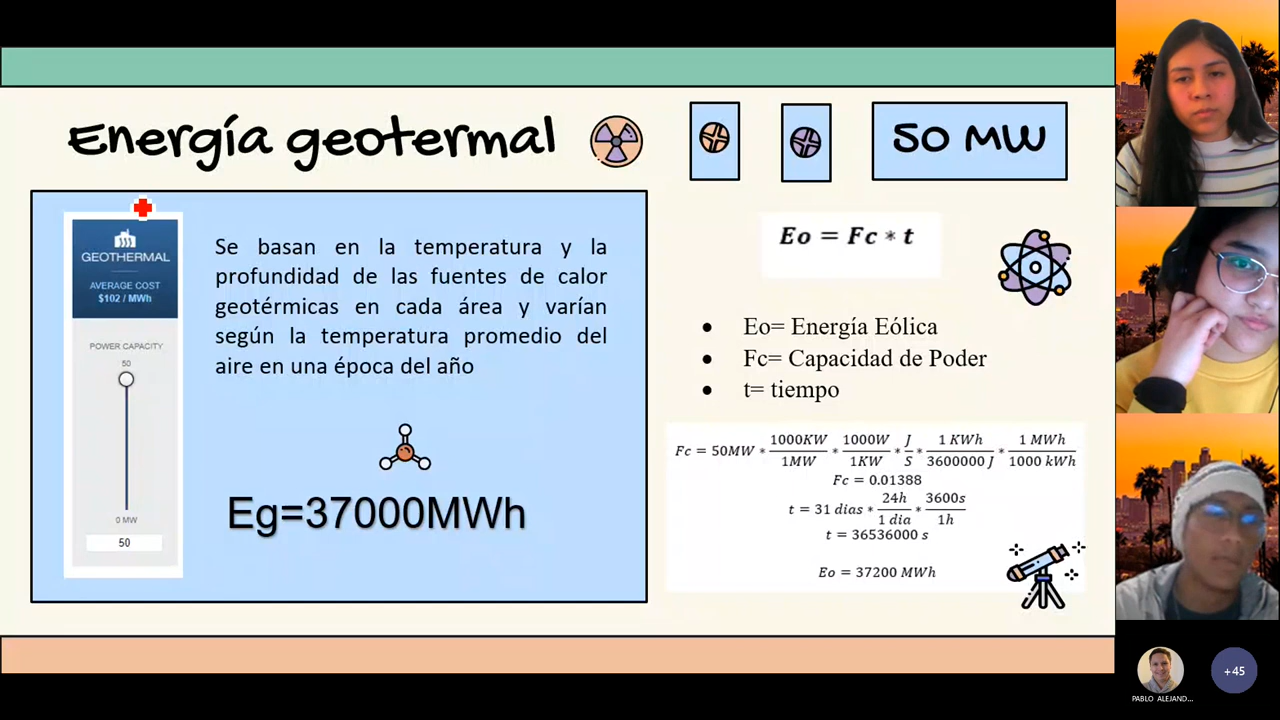 Energía geotermal
50 MW
GEOTHERMAL
AVERAGE COST
$102 / MWh
POWER CAPACITY
50
0 MW
50
Se basan en la temperatura y la
profundidad de las fuentes de calor
geotérmicas en cada área y varían
según la temperatura promedio del
aire en una época del año
Eg=37000MWh
Eo = Fc * t
• Eo= Energía Eólica
• Fc= Capacidad de Poder
• t= tiempo
Fc = 50MW * 1000KW/1MW * 1000W/1KW * J/S * 1 KWh/3600000 J * 1 MWh/1000 kWh
Fc = 0.01388
t = 31 dias * 24h/1 dia * 3600s/1h
t = 36536000 s
Eo = 37200 MWh
PABLO ALEJAND...
+45